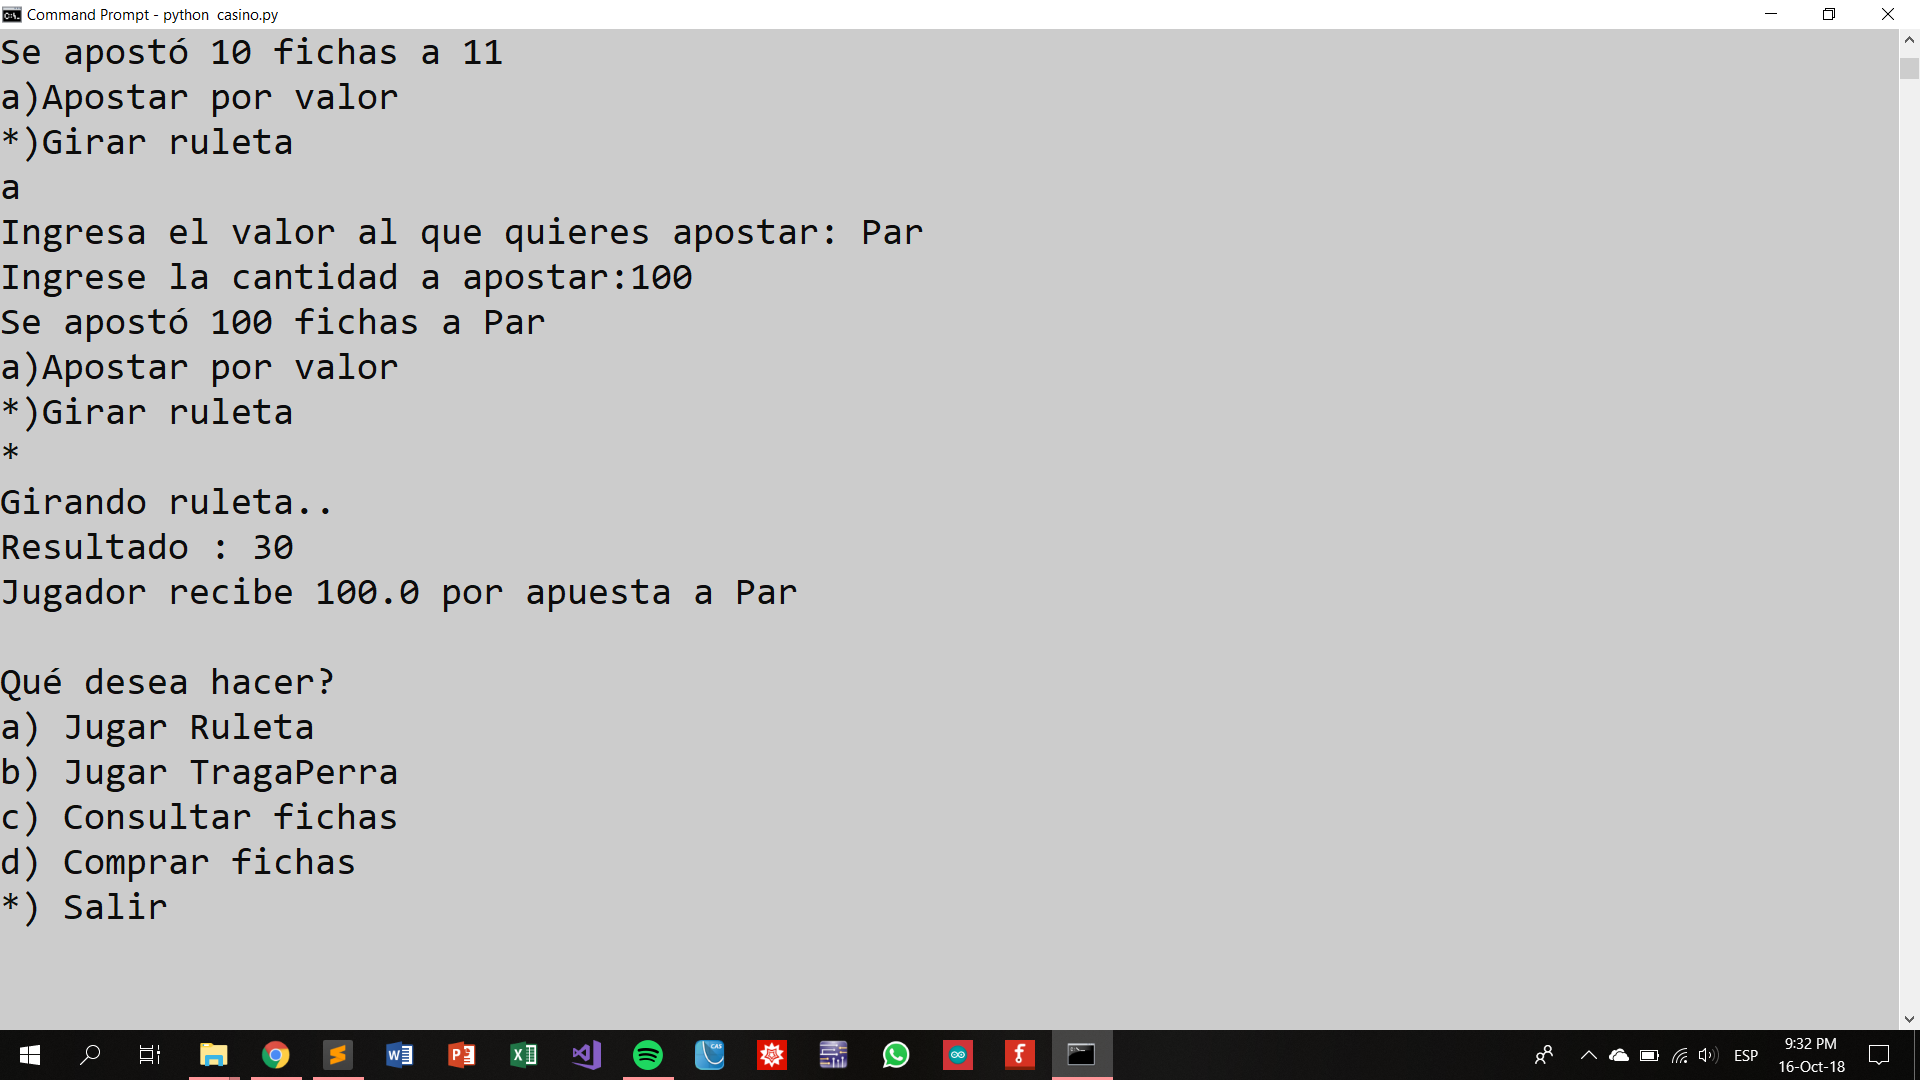 Command Prompt - python  casino.py
Se apostó 10 fichas a 11
a)Apostar por valor
*)Girar ruleta
a
Ingresa el valor al que quieres apostar: Par
Ingrese la cantidad a apostar:100
Se apostó 100 fichas a Par
a)Apostar por valor
*)Girar ruleta
*
Girando ruleta..
Resultado : 30
Jugador recibe 100.0 por apuesta a Par
Qué desea hacer?
a) Jugar Ruleta
b) Jugar TragaPerra
c) Consultar fichas
d) Comprar fichas
*) Salir
ESP
9:32 PM
16-Oct-18